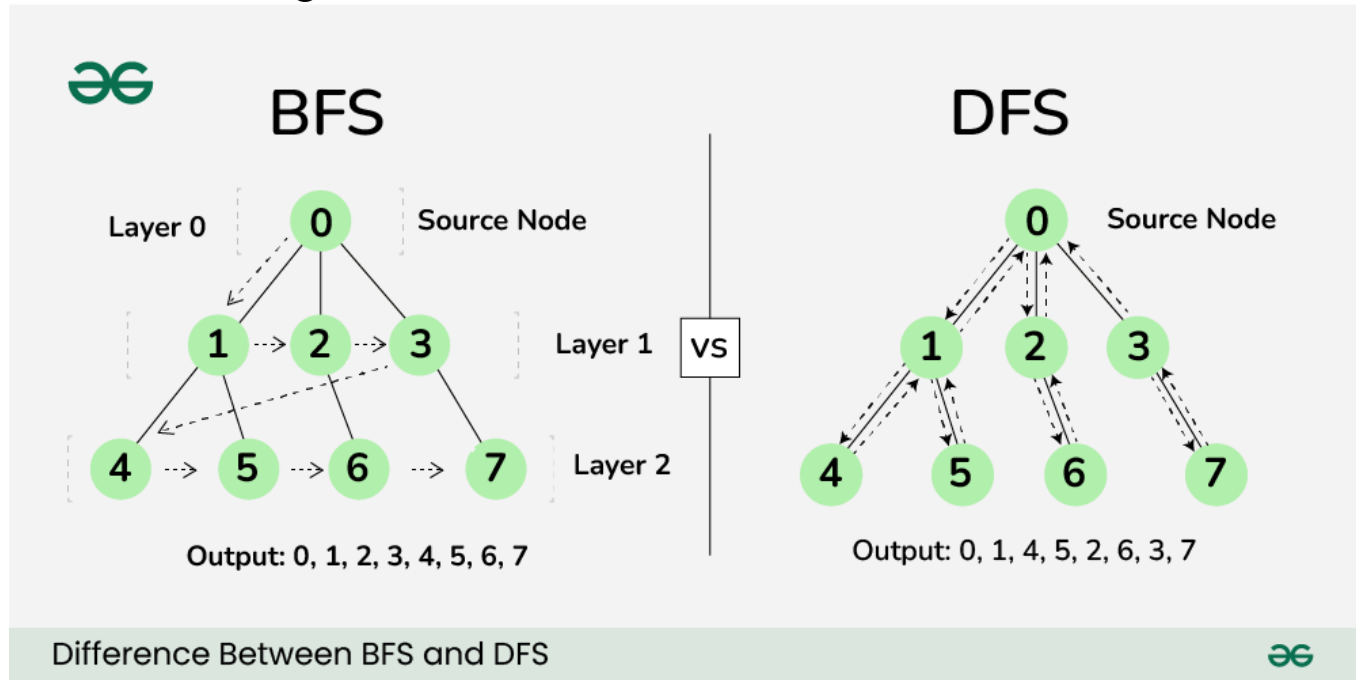 BFS
Layer 0
0
Source Node
1
2
3
Layer 1
4
5
6
7
Layer 2
Output: 0, 1, 2, 3, 4, 5, 6, 7
vs
DFS
0
Source Node
1
2
3
4
5
6
7
Output: 0, 1, 4, 5, 2, 6, 3, 7
Difference Between BFS and DFS